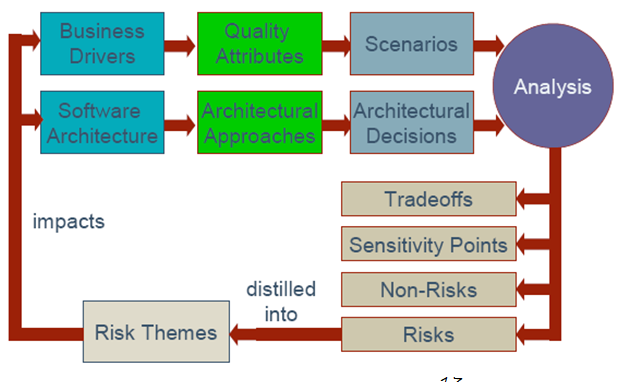 Business
Drivers
Quality
Attributes
Scenarios
Analysis
Software
Architecture
Architectural
Approaches
Architectural
Decisions
impacts
Tradeoffs
Sensitivity Points
Non-Risks
distilled
into
Risks
Risk Themes